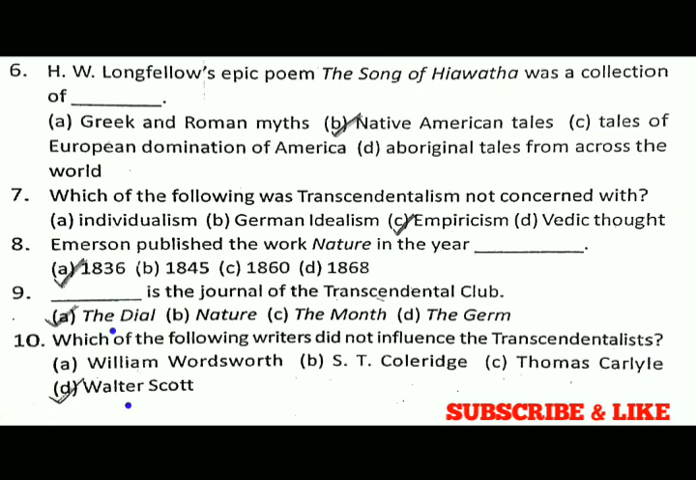 6. H. W. Longfellow's epic poem The Song of Hiawatha was a collection
of __________.
(a) Greek and Roman myths (b) Native American tales (c) tales of
European domination of America (d) aboriginal tales from across the
world
7. Which of the following was Transcendentalism not concerned with?
(a) individualism (b) German Idealism (c) Empiricism (d) Vedic thought
8. Emerson published the work Nature in the year ____________.
(a) 1836 (b) 1845 (c) 1860 (d) 1868
9. __________ is the journal of the Transcendental Club.
(a) The Dial (b) Nature (c) The Month (d) The Germ
10. Which of the following writers did not influence the Transcendentalists?
(a) William Wordsworth (b) S. T. Coleridge (c) Thomas Carlyle
(d) Walter Scott
SUBSCRIBE & LIKE